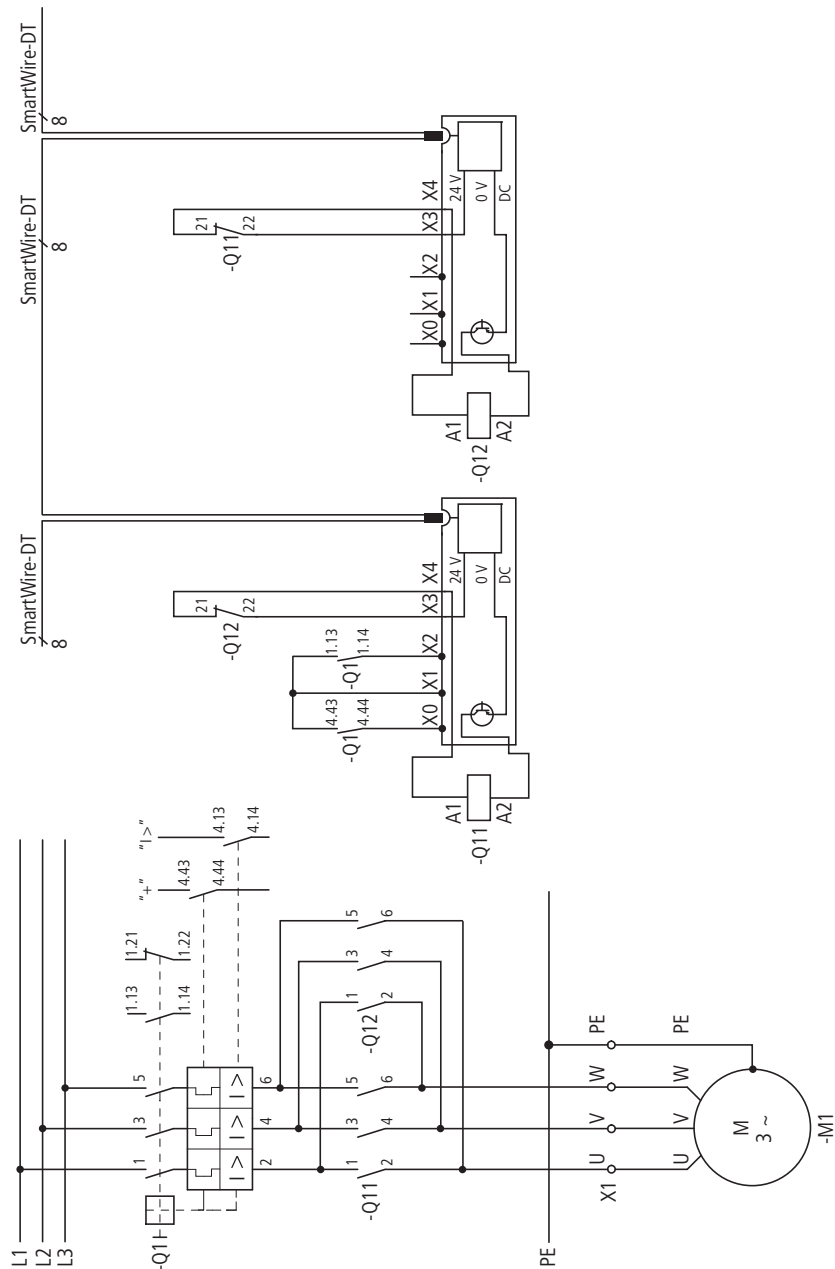 SmartWire-DT
8
SmartWire-DT
8
SmartWire-DT
8
-Q11
21
22
-Q12
21
22
X0
X1
X2
X3
X4
24 V
0 V
DC
A1
A2
-Q12
-Q1
4.43
4.44
-Q1
1.13
1.14
X0
X1
X2
X3
X4
24 V
0 V
DC
A1
A2
-Q11
L1
L2
L3
-Q1
1
3
5
I >
I >
I >
2
4
6
1.13
1.14
1.21
1.22
"+"
4.43
4.44
"I >"
4.13
4.14
-Q11
1
2
3
4
5
6
-Q12
1
2
3
4
5
6
PE
X1
U
V
W
PE
U
V
W
PE
M
3 ~
-M1